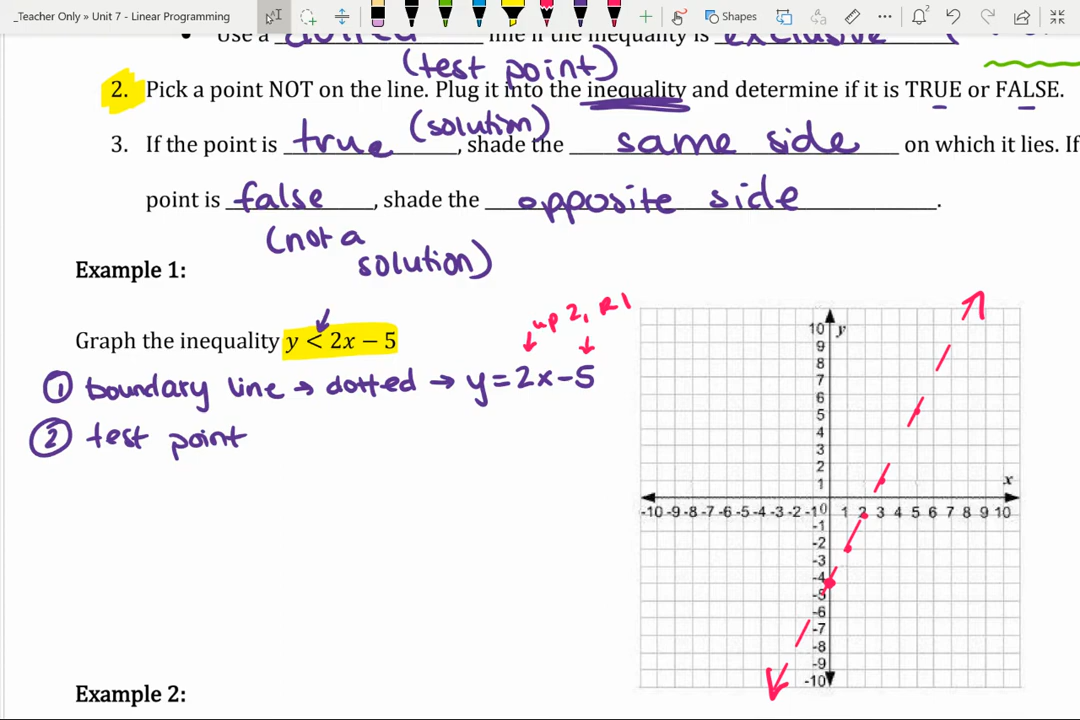 _Teacher Only » Unit 7 - Linear Programming
Shapes
2
• Use a dotted line if the inequality is exclusive
(test point)
2. Pick a point NOT on the line. Plug it into the inequality and determine if it is TRUE or FALSE.
(solution)
3. If the point is true, shade the same side on which it lies. If
point is false, shade the opposite side.
(not a
solution)
Example 1:
up 2, R1
Graph the inequality y < 2x − 5
① boundary line → dotted → y=2x-5
② test point
10 y
9
8
7
6
5
4
3
2
1
x
-10 -9 -8 -7 -6 -5 -4 -3 -2 -1 0 1 2 3 4 5 6 7 8 9 10
-1
-2
-3
-4
-5
-6
-7
-8
-9
-10
Example 2: